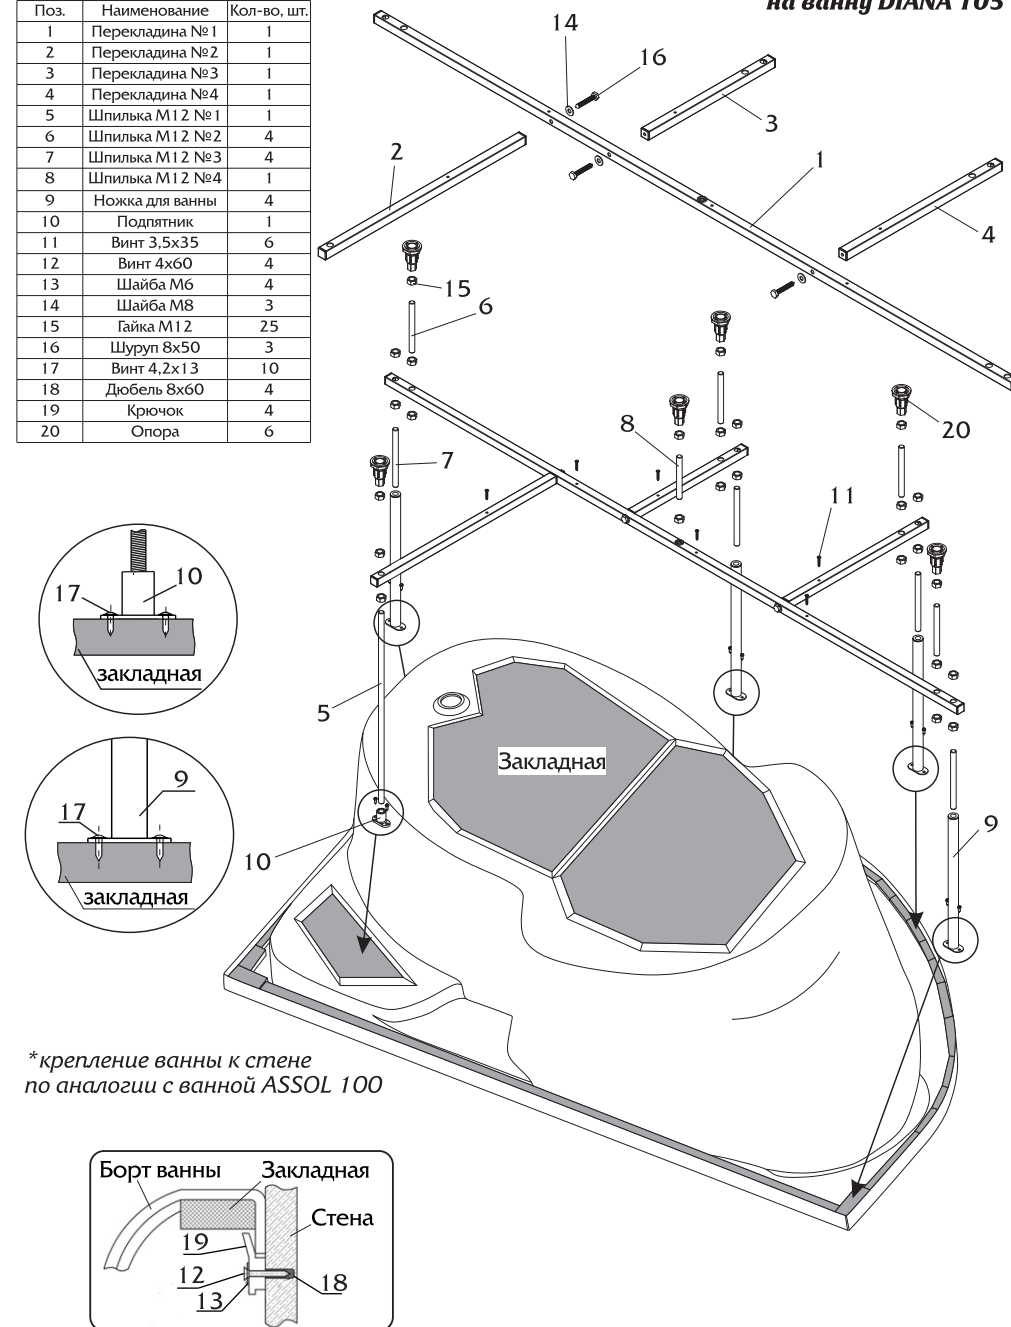 на ванну DIANA 105
Поз. Наименование Кол-во, шт.
1 Перекладина №1 1
2 Перекладина №2 1
3 Перекладина №3 1
4 Перекладина №4 1
5 Шпилька М12 №1 1
6 Шпилька М12 №2 4
7 Шпилька М12 №3 4
8 Шпилька М12 №4 1
9 Ножка для ванны 4
10 Подпятник 1
11 Винт 3,5х35 6
12 Винт 4х60 4
13 Шайба М6 4
14 Шайба М8 3
15 Гайка М12 25
16 Шуруп 8х50 3
17 Винт 4,2х13 10
18 Дюбель 8х60 4
19 Крючок 4
20 Опора 6
14
16
3
2
1
4
15
6
20
8
7
11
17
10
закладная
5
Закладная
9
17
закладная
10
9
*крепление ванны к стене
по аналогии с ванной ASSOL 100
Борт ванны
Закладная
Стена
19
12
13
18